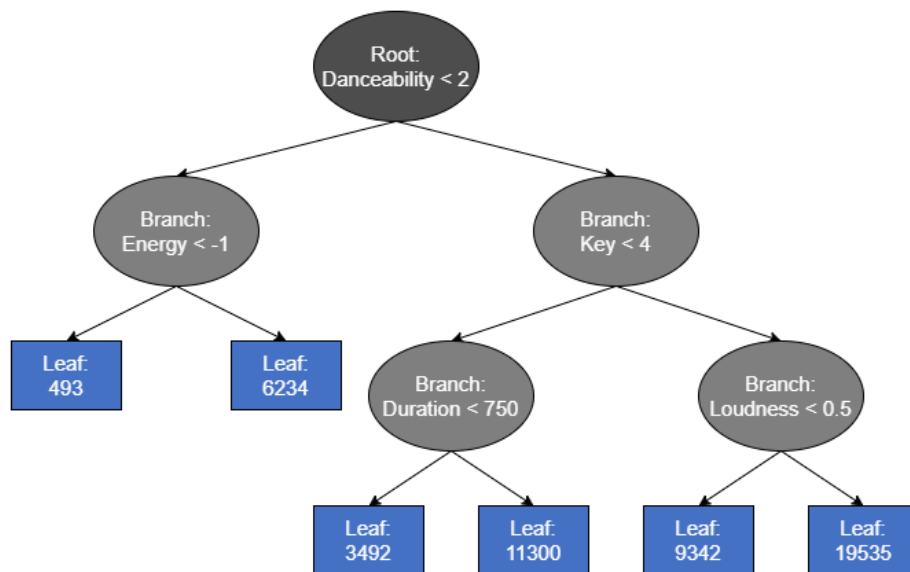 Root:
Danceability < 2
Branch:
Energy < -1
Branch:
Key < 4
Leaf:
493
Leaf:
6234
Branch:
Duration < 750
Branch:
Loudness < 0.5
Leaf:
3492
Leaf:
11300
Leaf:
9342
Leaf:
19535